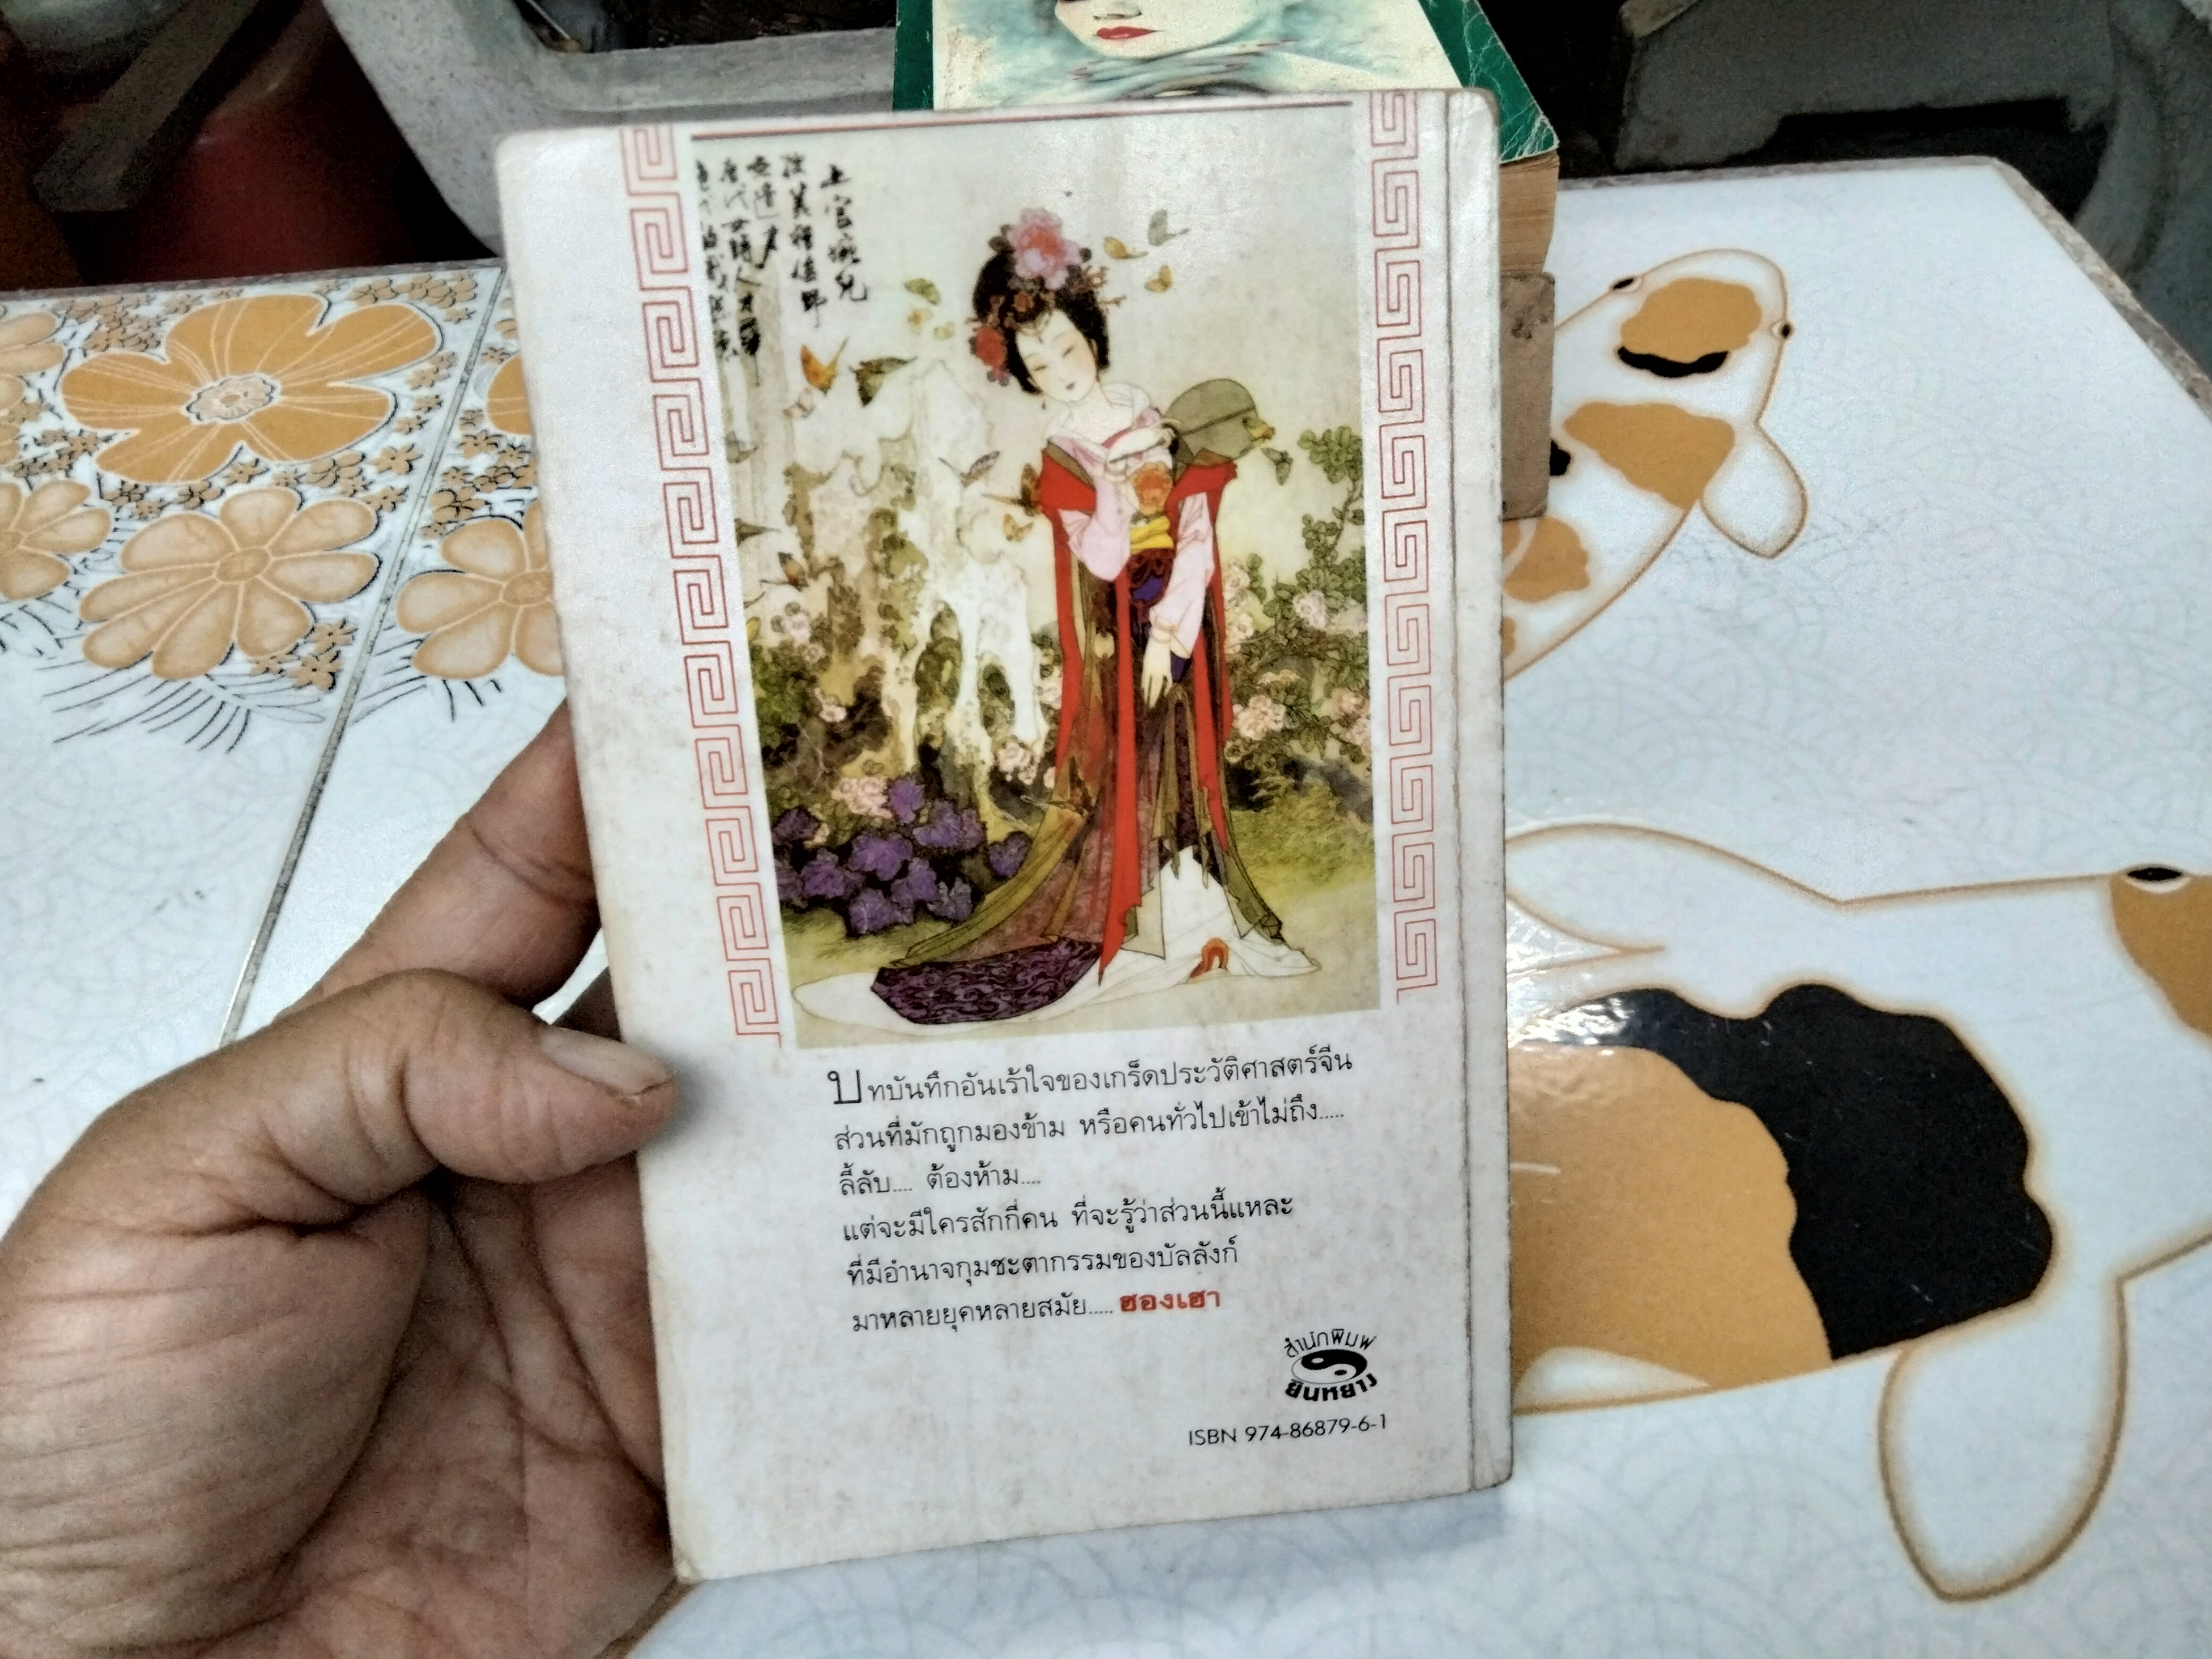 上官婉兒
บทบันทึกอันเร้าใจของเกร็ดประวัติศาสตร์จีน
ส่วนที่มักถูกมองข้าม หรือคนทั่วไปเข้าไม่ถึง.....
ลี้ลับ.... ต้องห้าม....
แต่จะมีใครสักกี่คน ที่จะรู้ว่าส่วนนี้แหละ
ที่มีอำนาจกุมชะตากรรมของบัลลังก์
มาหลายยุคหลายสมัย..... ฮองเฮา
สำนักพิมพ์
ยินหยาง
ISBN 974-86879-6-1